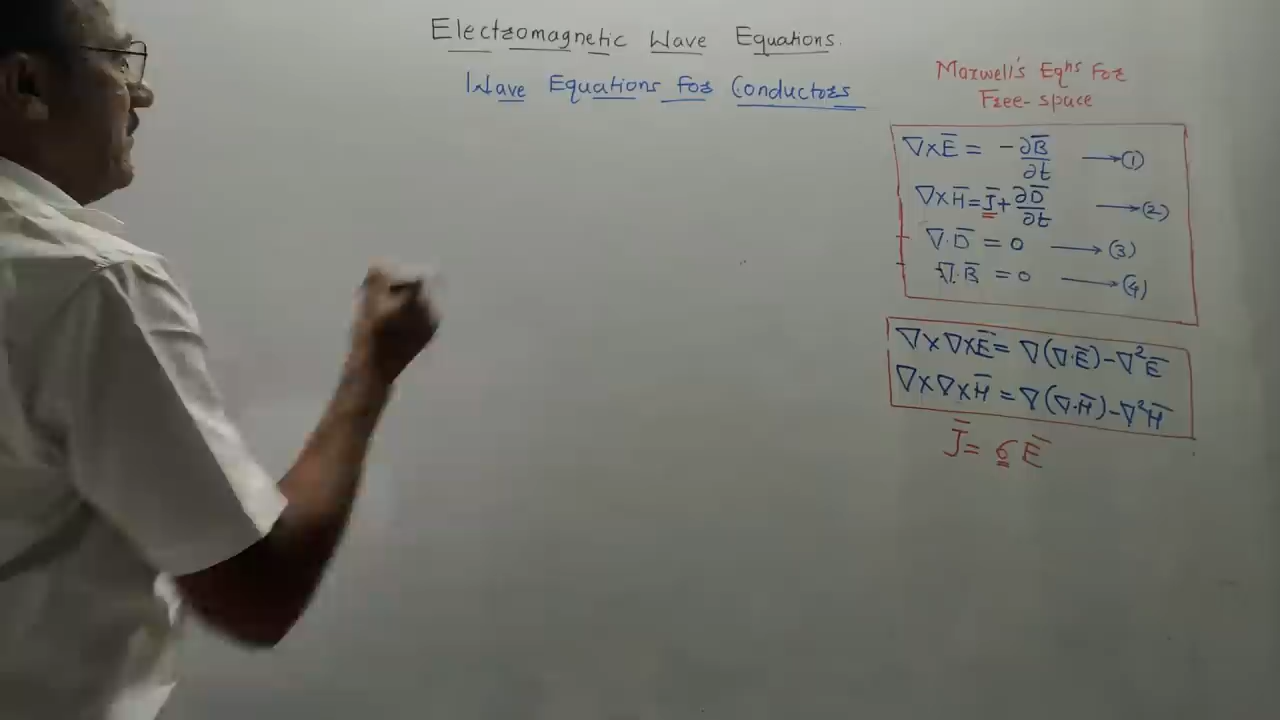 Electromagnetic Wave Equations.
Wave Equations For Conductors
Maxwell's Eqns For
Free-space
∇×E̅ = -∂B̅/∂t → (1)
∇×H̅ = J̅ + ∂D̅/∂t → (2)
∇.D̅ = 0 → (3)
∇.B̅ = 0 → (4)
∇×∇×E̅ = ∇(∇.E̅)-∇²E̅
∇×∇×H̅ = ∇(∇.H̅)-∇²H̅
J̅ = σE̅